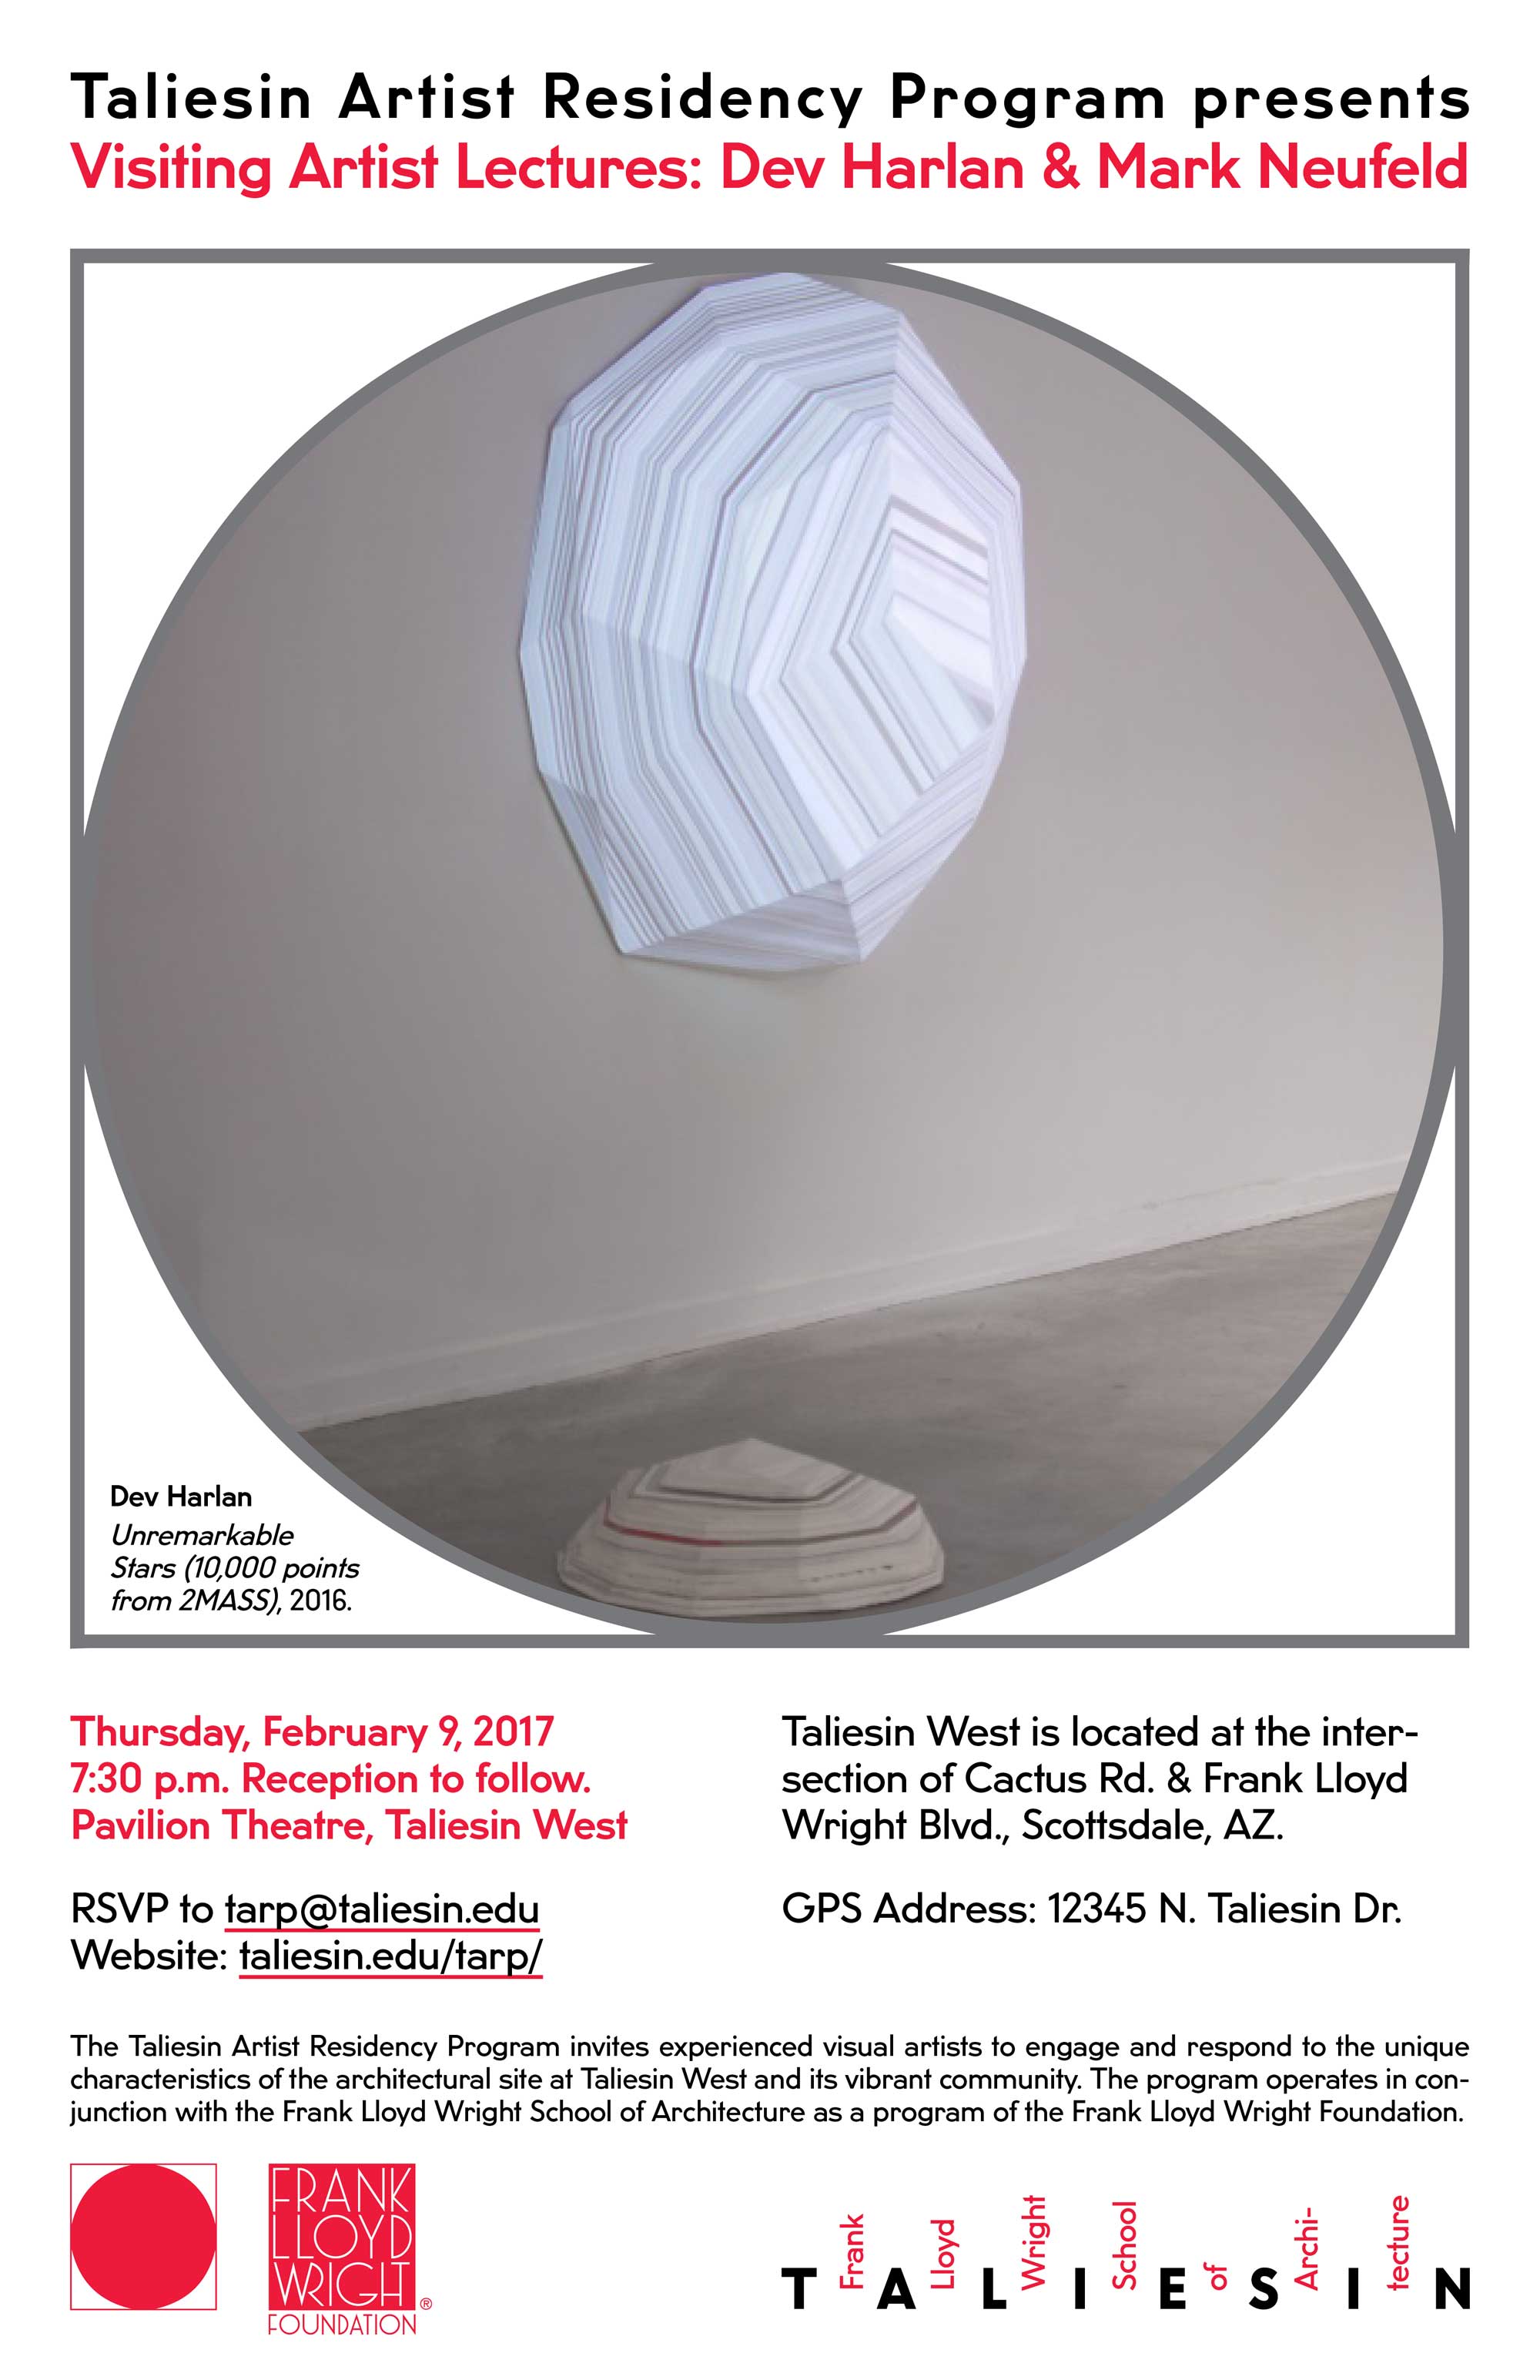 Taliesin Artist Residency Program presents
Visiting Artist Lectures: Dev Harlan & Mark Neufeld
Dev Harlan
Unremarkable
Stars (10,000 points
from 2MASS), 2016.
Thursday, February 9, 2017
7:30 p.m. Reception to follow.
Pavilion Theatre, Taliesin West
RSVP to tarp@taliesin.edu
Website: taliesin.edu/tarp/
Taliesin West is located at the inter-
section of Cactus Rd. & Frank Lloyd
Wright Blvd., Scottsdale, AZ.
GPS Address: 12345 N. Taliesin Dr.
The Taliesin Artist Residency Program invites experienced visual artists to engage and respond to the unique
characteristics of the architectural site at Taliesin West and its vibrant community. The program operates in con-
junction with the Frank Lloyd Wright School of Architecture as a program of the Frank Lloyd Wright Foundation.
FRANK
LLOYD
WRIGHT ®
FOUNDATION
Frank Lloyd Wright School of Archi- tecture
TALIESIN